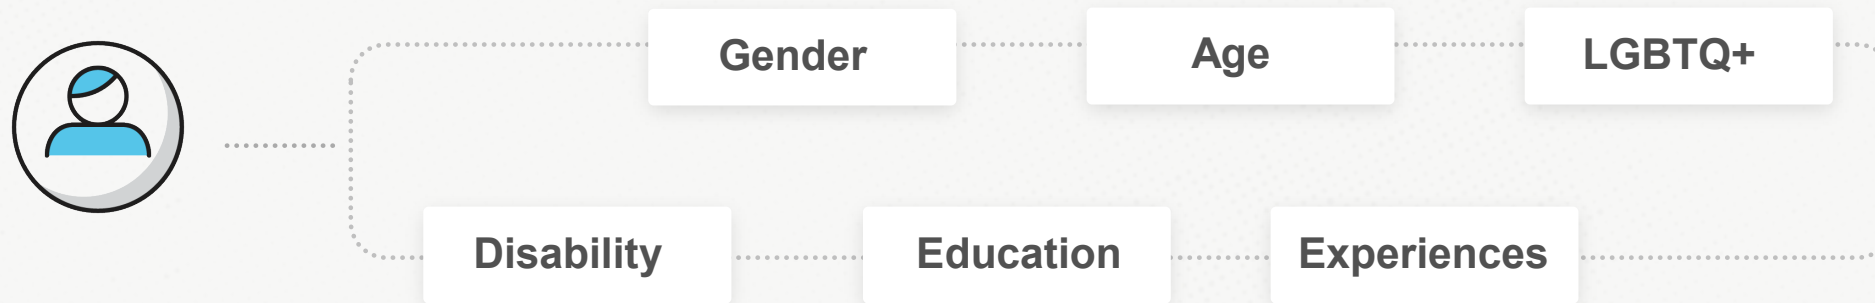 Gender
Age
LGBTQ+
Disability
Education
Experiences